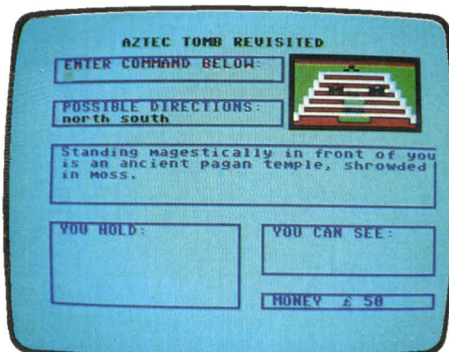 AZTEC TOMB REVISITED
ENTER COMMAND BELOW:
POSSIBLE DIRECTIONS:
north south
Standing magestically in front of you
is an ancient pagan temple, shrowded
in moss.
YOU HOLD:
YOU CAN SEE:
MONEY £ 50